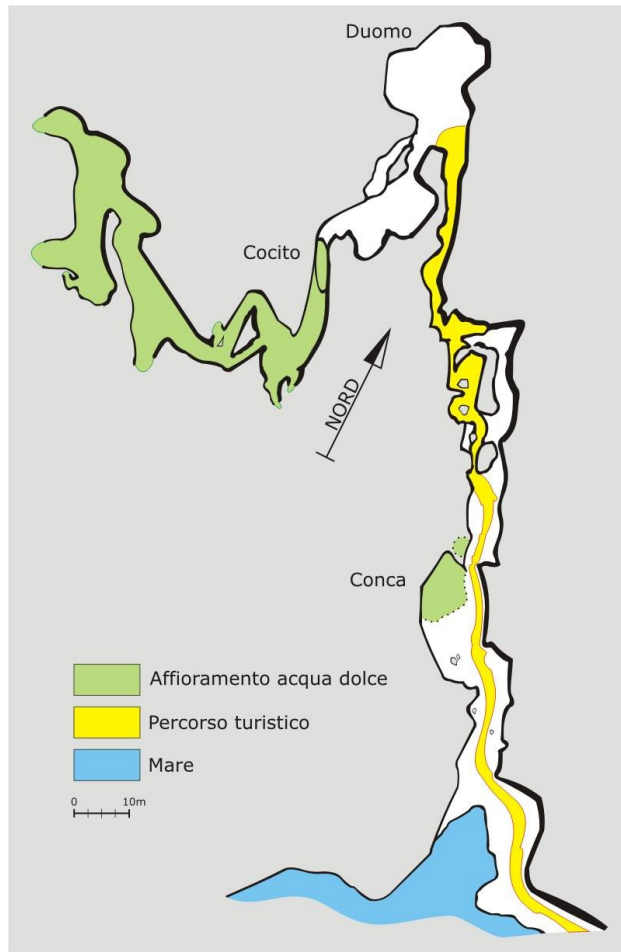 Duomo
Cocito
NORD
Conca
Affioramento acqua dolce
Percorso turistico
Mare
0 10m